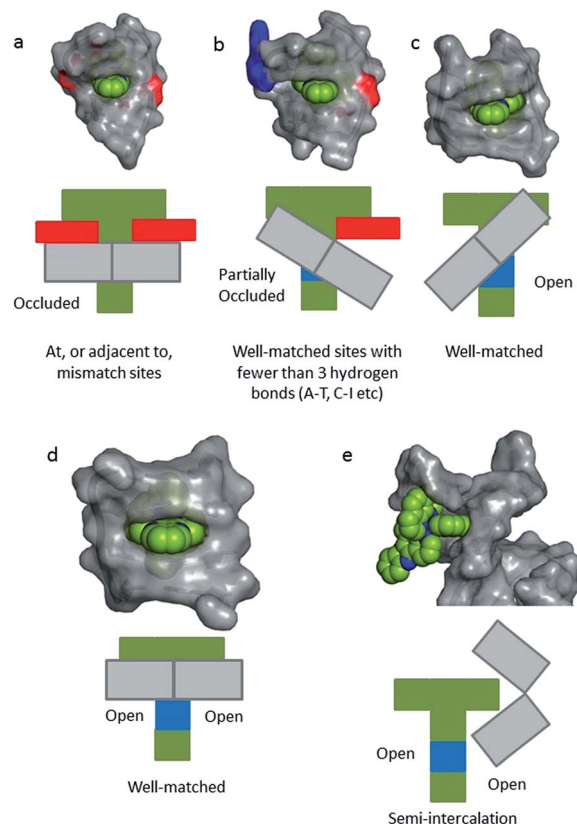 a
b
c
Occluded
Partially
Occluded
Open
At, or adjacent to,
mismatch sites
Well-matched sites with
fewer than 3 hydrogen
bonds (A-T, C-I etc)
Well-matched
d
e
Open Open
Well-matched
Open
Open
Semi-intercalation